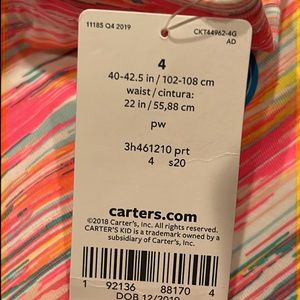 11185 Q4 2019
CKT44962-4G
AD
4
40-42.5 in / 102-108 cm
waist / cintura:
22 in / 55,88 cm
pw
3h461210 prt
4 s20
carters.com
©2018 Carter's, Inc. All rights reserved.
CARTER'S KID is a trademark owned by a
subsidiary of Carter's, Inc.
1 92136 88170 4
DOB 12/2019